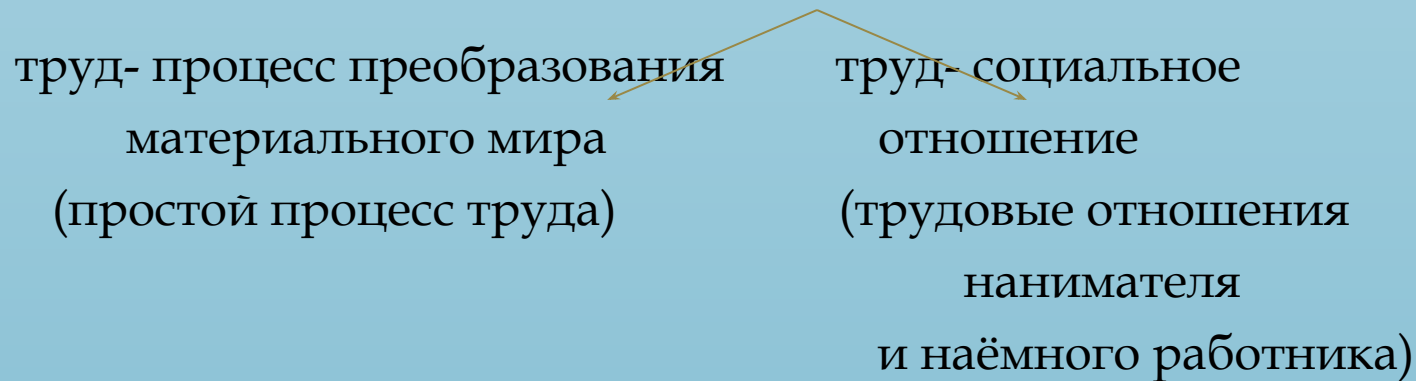 труд- процесс преобразования
материального мира
(простой процесс труда)
труд- социальное
отношение
(трудовые отношения
нанимателя
и наёмного работника)